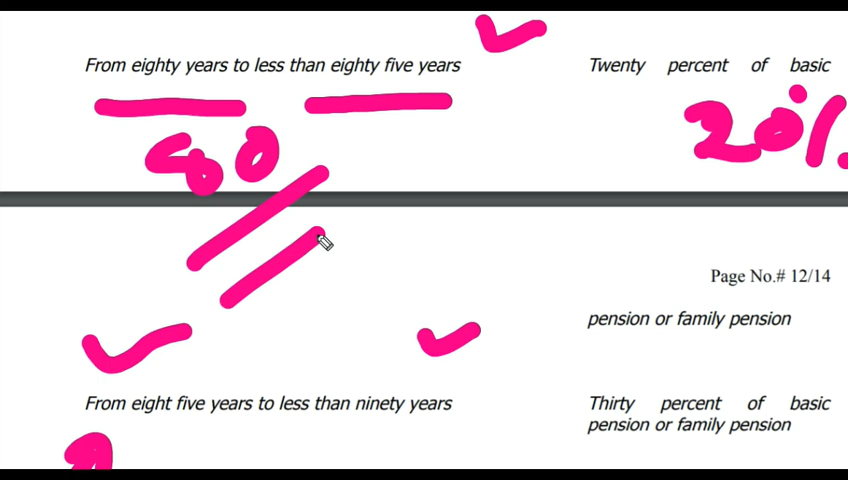 From eighty years to less than eighty five years
Twenty percent of basic
80
20%
Page No.# 12/14
pension or family pension
From eight five years to less than ninety years
Thirty percent of basic
pension or family pension